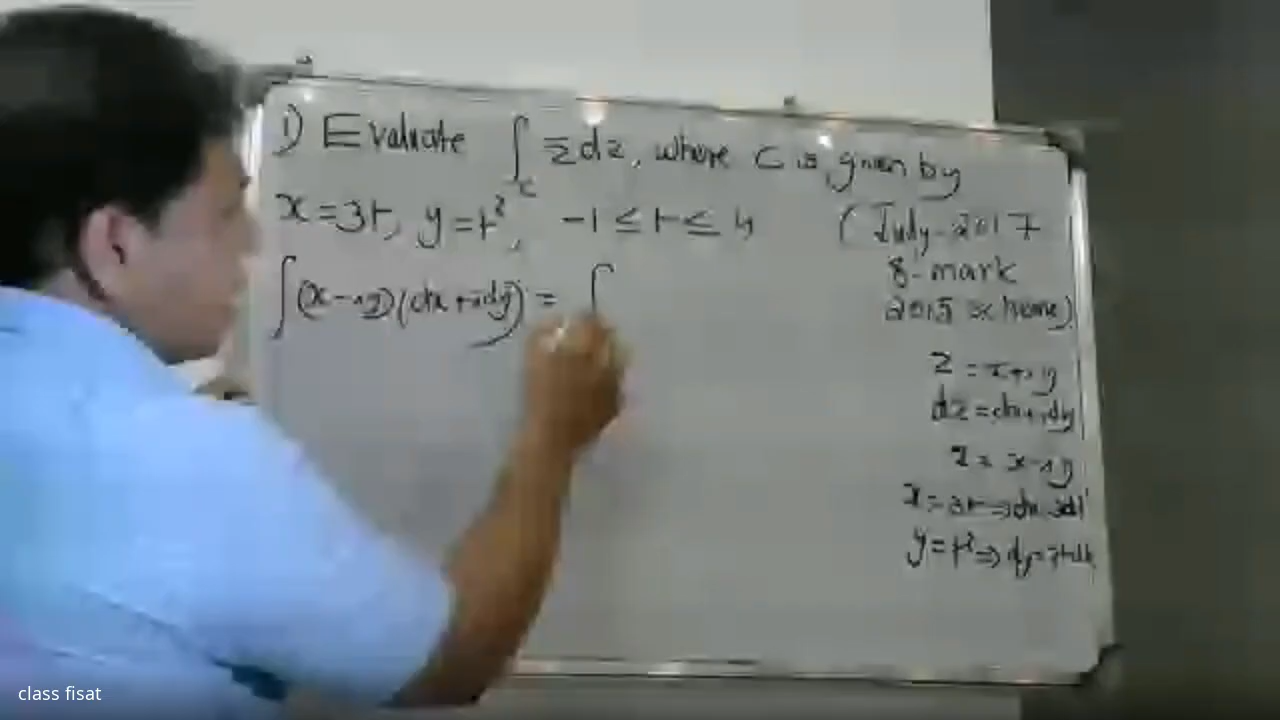 1) Evaluate ∫_c z̅ dz, where C is given by
x = 3t, y = t², -1 ≤ t ≤ 4
(July-2017
8-mark
2015 scheme)
∫(x-iy)(dx+idy) = ∫
z = x+iy
dz = dx+idy
z̅ = x-iy
x = 3t ⇒ dx = 3dt
y = t² ⇒ dy = 2tdt
class fisat